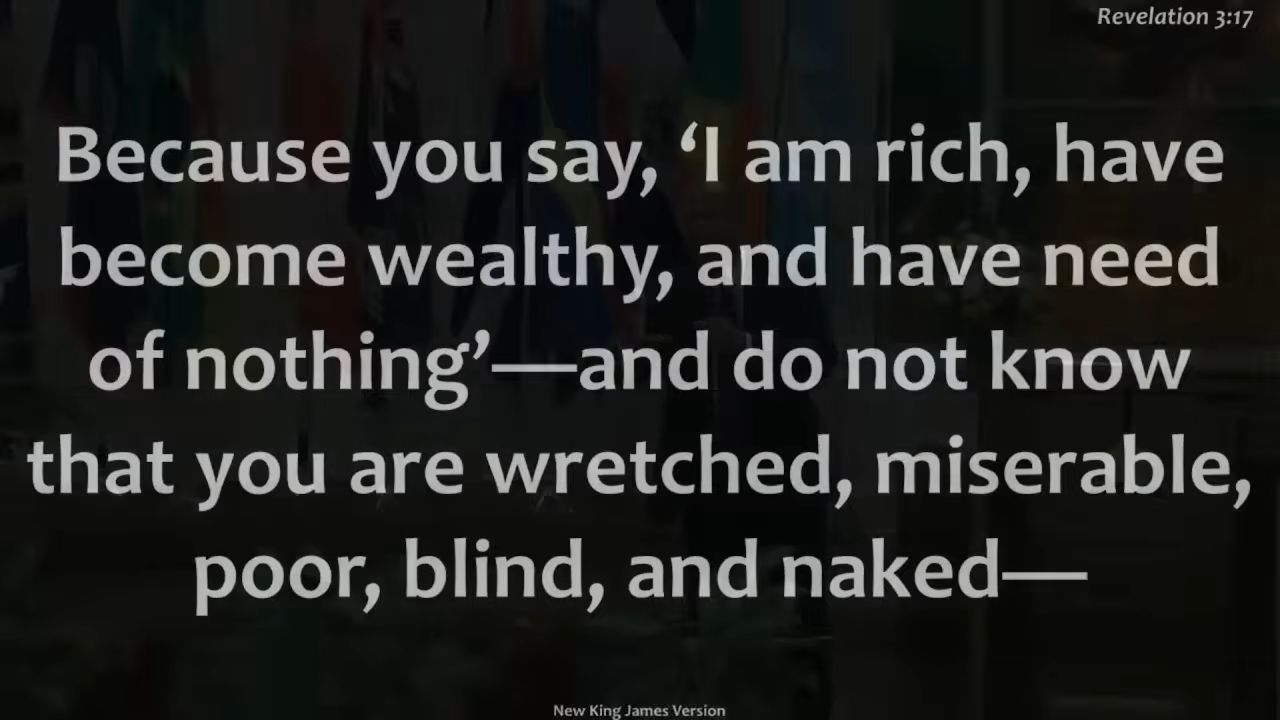 Revelation 3:17
Because you say, ‘I am rich, have
become wealthy, and have need
of nothing’—and do not know
that you are wretched, miserable,
poor, blind, and naked—
New King James Version